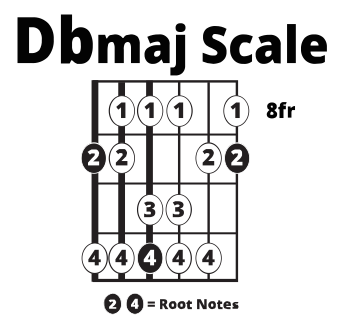 Dbmaj Scale
1 1 1 1 8fr
2 2 2 2
3 3
4 4 4 4 4
2 4 = Root Notes